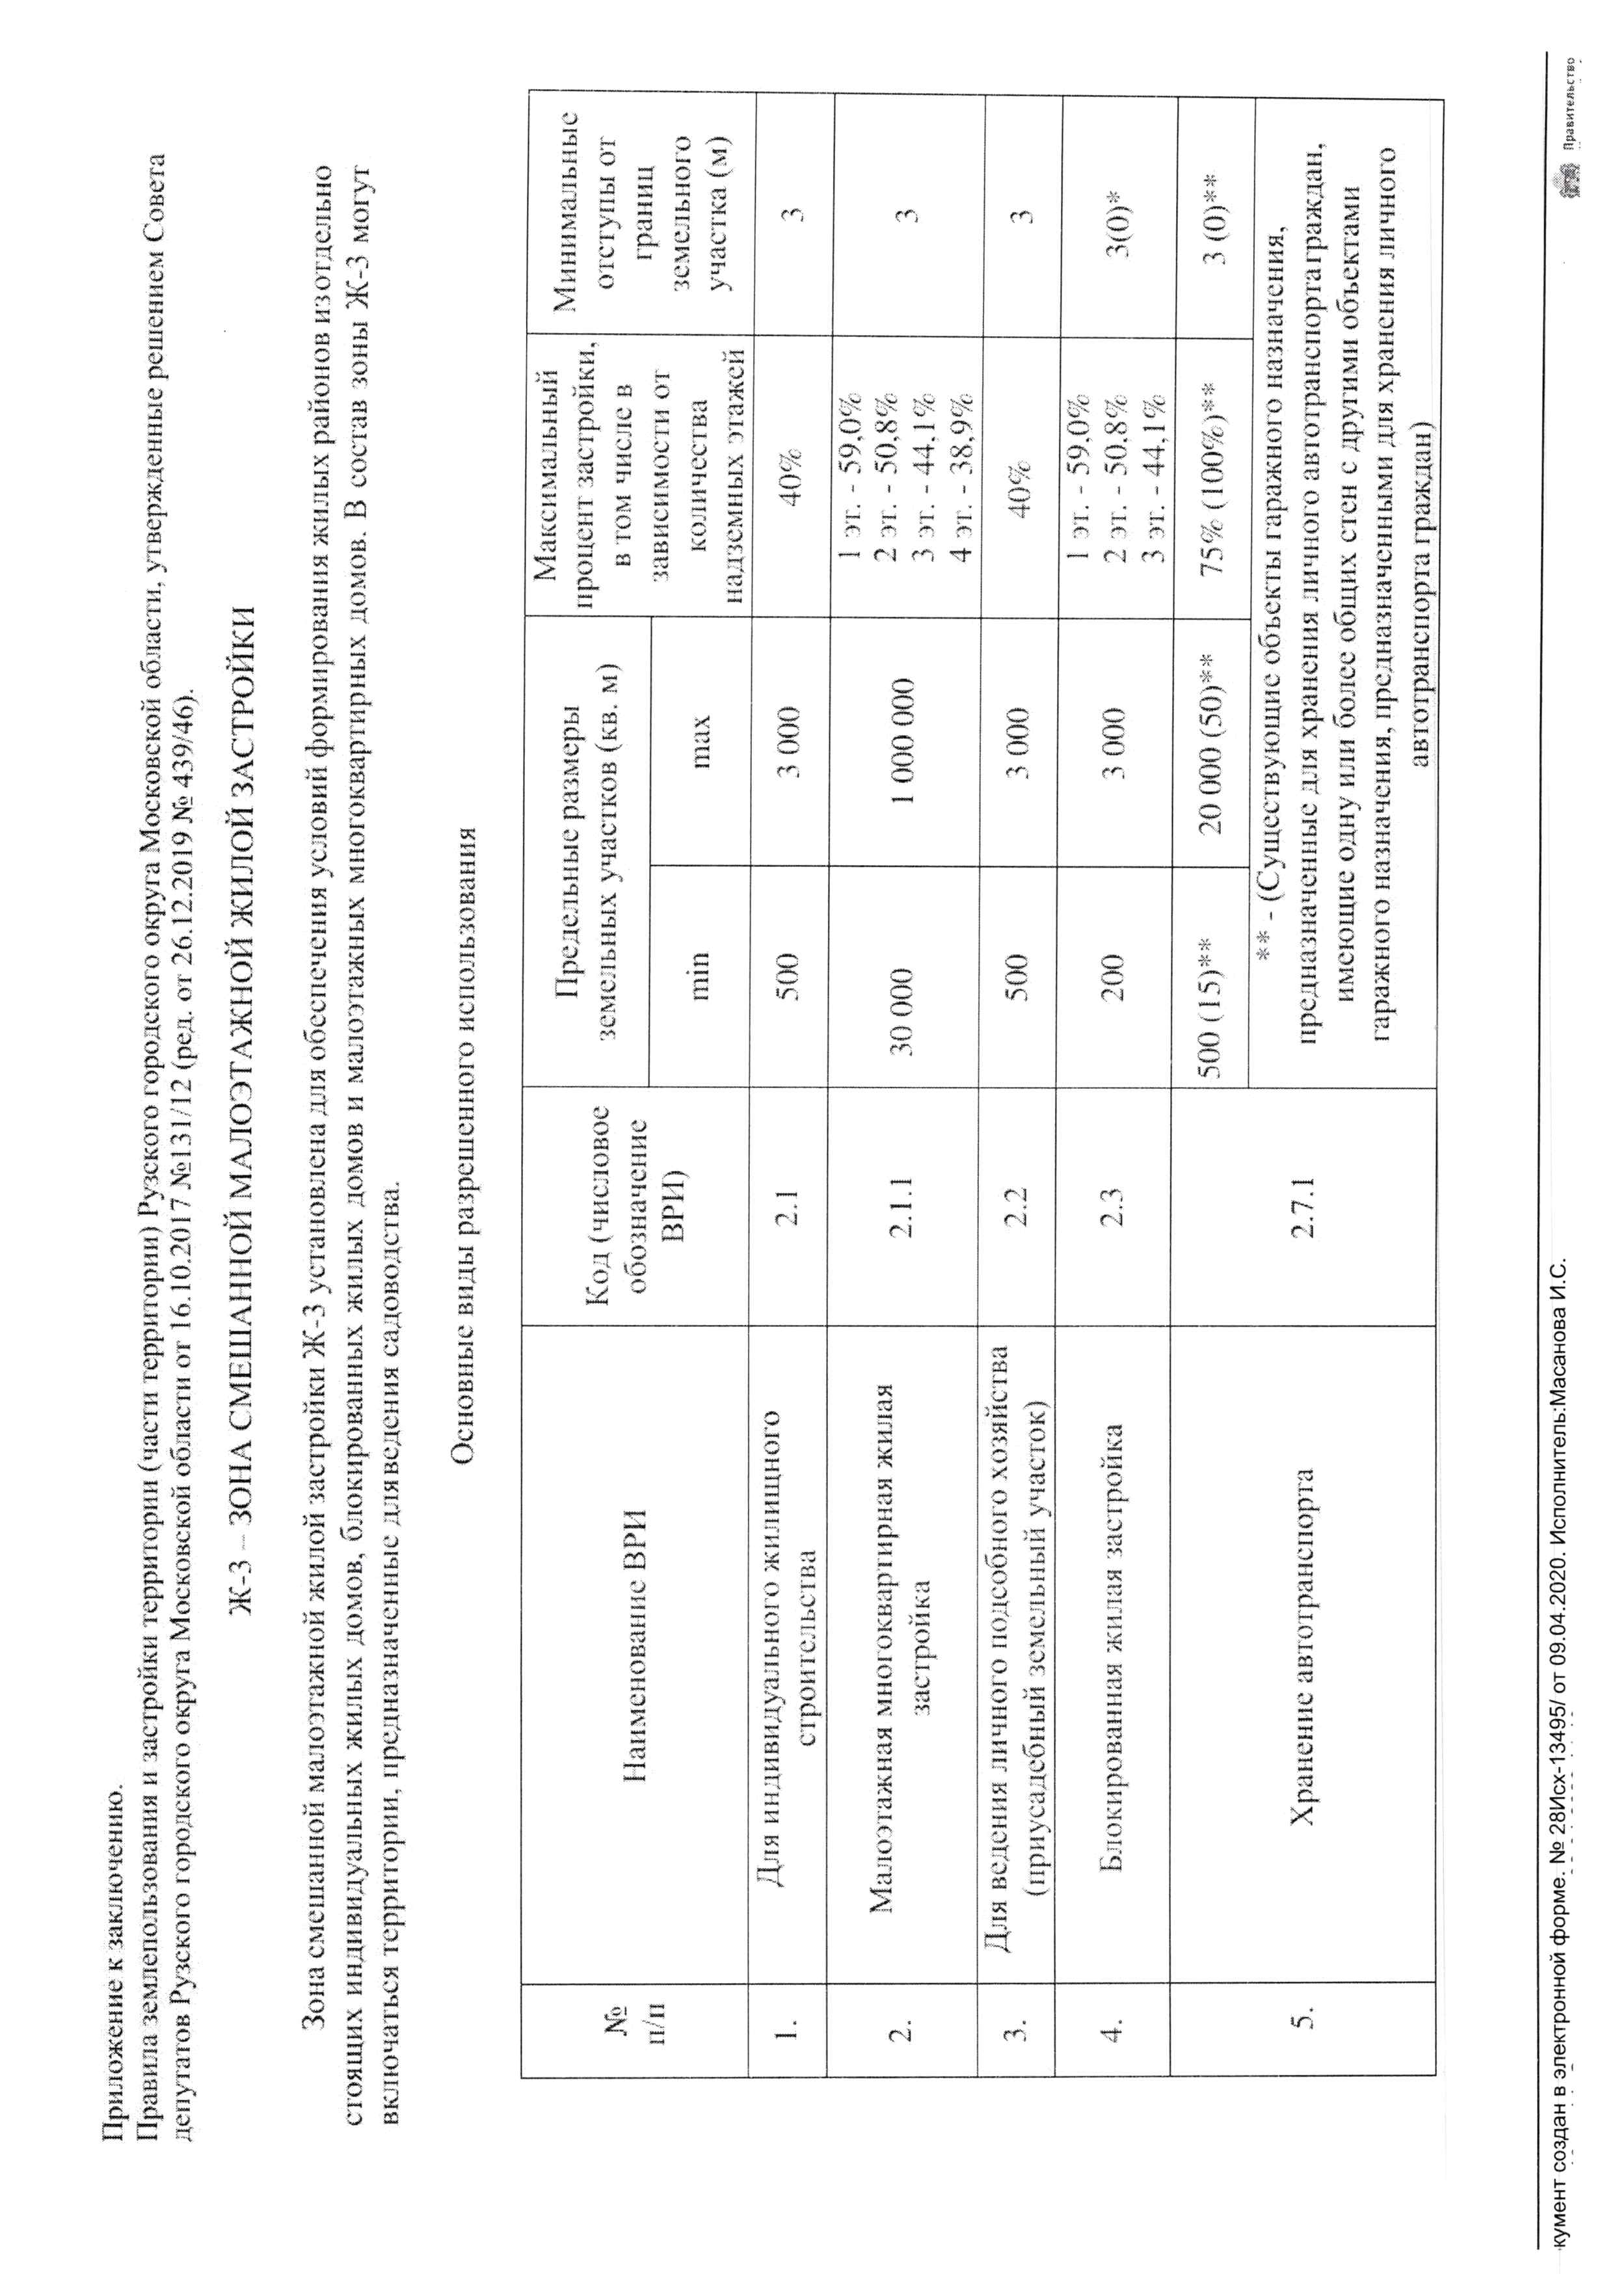 Приложение к заключению.
Правила землепользования и застройки территории (части территории) Рузского городского округа Московской области, утвержденные решением Совета
депутатов Рузского городского округа Московской области от 16.10.2017 №131/12 (ред. от 26.12.2019 № 439/46).
Ж-3 – ЗОНА СМЕШАННОЙ МАЛОЭТАЖНОЙ ЖИЛОЙ ЗАСТРОЙКИ
Зона смешанной малоэтажной жилой застройки Ж-3 установлена для обеспечения условий формирования жилых районов из отдельно
стоящих индивидуальных жилых домов, блокированных жилых домов и малоэтажных многоквартирных домов. В состав зоны Ж-3 могут
включаться территории, предназначенные для ведения садоводства.
Основные виды разрешенного использования
№
п/п
Наименование ВРИ
Код (числовое
обозначение
ВРИ)
Предельные размеры
земельных участков (кв. м)
min
max
Максимальный
процент застройки,
в том числе в
зависимости от
количества
надземных этажей
Минимальные
отступы от
границ
земельного
участка (м)
1.
Для индивидуального жилищного
строительства
2.1
500
3 000
40%
3
2.
Малоэтажная многоквартирная жилая
застройка
2.1.1
30 000
1 000 000
1 эт. - 59,0%
2 эт. - 50,8%
3 эт. - 44,1%
4 эт. - 38,9%
3
3.
Для ведения личного подсобного хозяйства
(приусадебный земельный участок)
2.2
500
3 000
40%
3
4.
Блокированная жилая застройка
2.3
200
3 000
1 эт. - 59,0%
2 эт. - 50,8%
3 эт. - 44,1%
3(0)*
5.
Хранение автотранспорта
2.7.1
500 (15)**
20 000 (50)**
75% (100%)**
3 (0)**
** - (Существующие объекты гаражного назначения,
предназначенные для хранения личного автотранспорта граждан,
имеющие одну или более общих стен с другими объектами
гаражного назначения, предназначенными для хранения личного
автотранспорта граждан)
кумент создан в электронной форме. № 28Исх-13495/ от 09.04.2020. Исполнитель:Масанова И.С.
Правительство